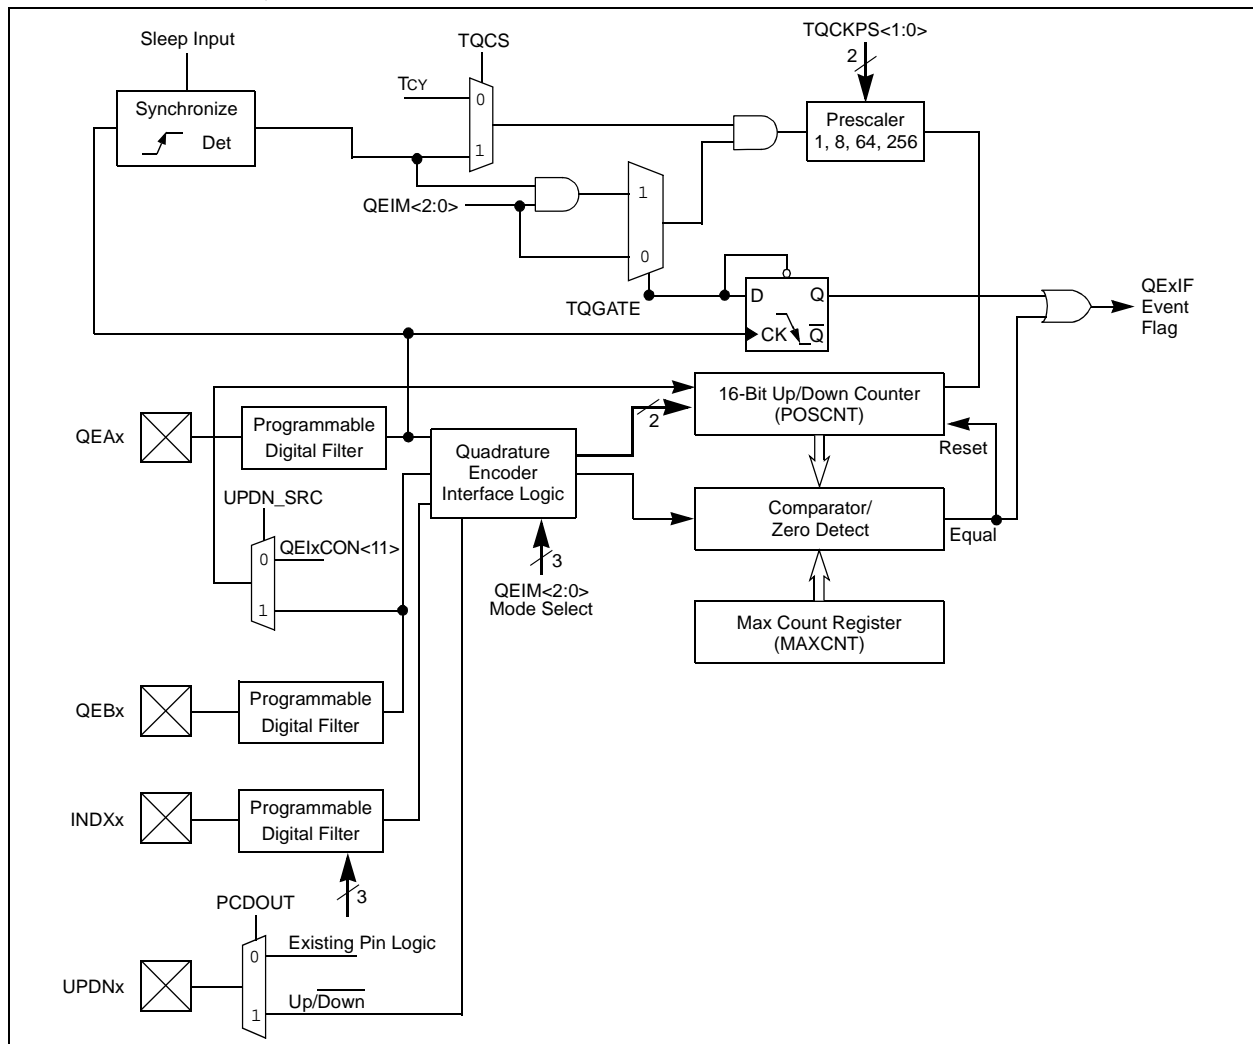 Sleep Input
TQCS
TQCKPS<1:0>
2
TCY
0
1
Synchronize
Det
Prescaler
1, 8, 64, 256
QEIM<2:0>
1
0
TQGATE
D
Q
CK
Q
QExIF
Event
Flag
16-Bit Up/Down Counter
(POSCNT)
2
Reset
QEAx
Programmable
Digital Filter
Quadrature
Encoder
Interface Logic
UPDN_SRC
0
QEIxCON<11>
1
Comparator/
Zero Detect
Equal
3
QEIM<2:0>
Mode Select
Max Count Register
(MAXCNT)
QEBx
Programmable
Digital Filter
INDXx
Programmable
Digital Filter
3
PCDOUT
0
Existing Pin Logic
UPDNx
1
Up/Down